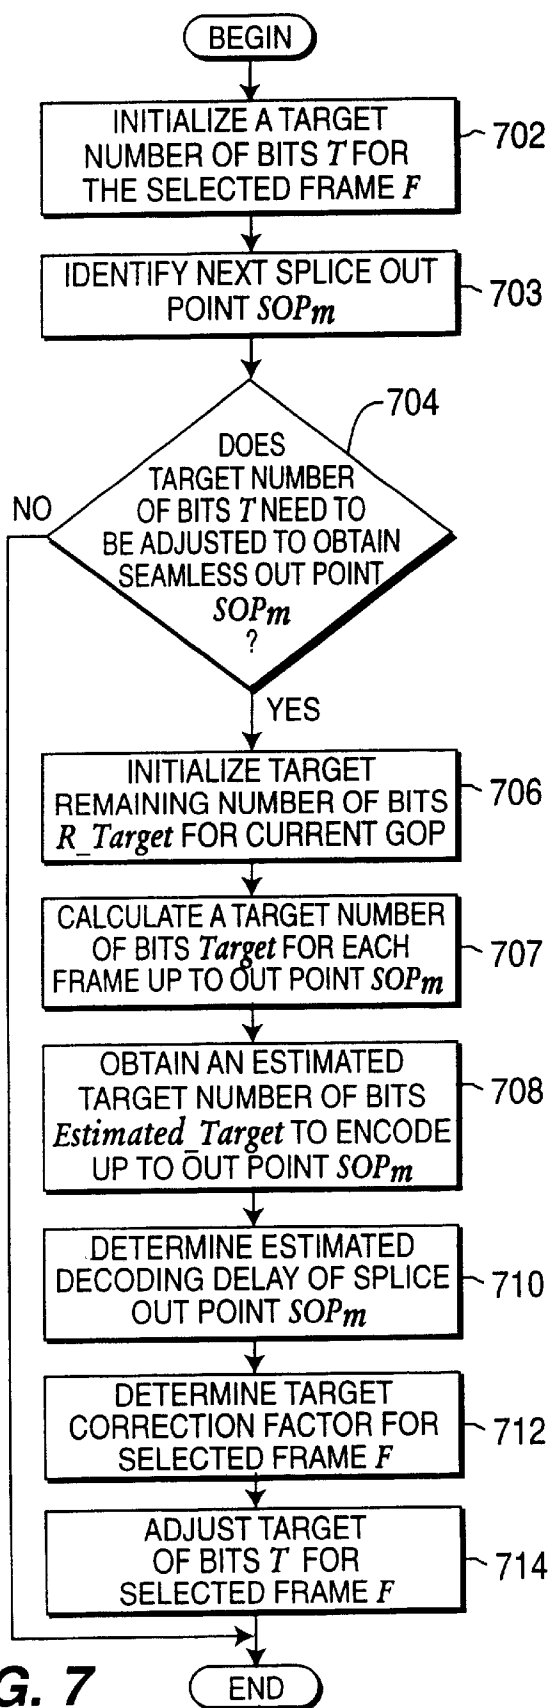 BEGIN
INITIALIZE A TARGET
NUMBER OF BITS T FOR
THE SELECTED FRAME F
702
IDENTIFY NEXT SPLICE OUT
POINT SOPm
703
704
DOES
TARGET NUMBER
OF BITS T NEED TO
BE ADJUSTED TO OBTAIN
SEAMLESS OUT POINT
SOPm
?
NO
YES
INITIALIZE TARGET
REMAINING NUMBER OF BITS
R_Target FOR CURRENT GOP
706
CALCULATE A TARGET NUMBER
OF BITS Target FOR EACH
FRAME UP TO OUT POINT SOPm
707
OBTAIN AN ESTIMATED
TARGET NUMBER OF BITS
Estimated_Target TO ENCODE
UP TO OUT POINT SOPm
708
DETERMINE ESTIMATED
DECODING DELAY OF SPLICE
OUT POINT SOPm
710
DETERMINE TARGET
CORRECTION FACTOR FOR
SELECTED FRAME F
712
ADJUST TARGET
OF BITS T FOR
SELECTED FRAME F
714
G. 7
END